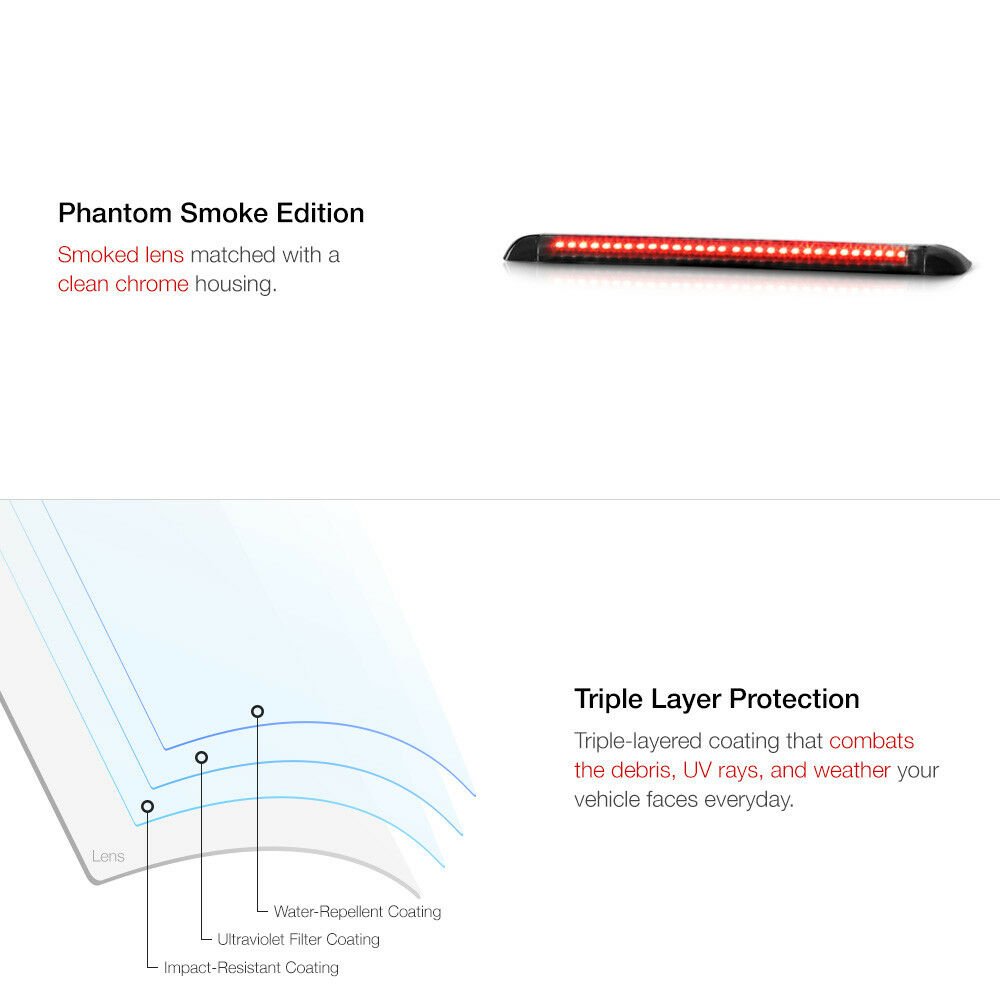 Phantom Smoke Edition
Smoked lens matched with a
clean chrome housing.
Triple Layer Protection
Triple-layered coating that combats
the debris, UV rays, and weather your
vehicle faces everyday.
Lens
Water-Repellent Coating
Ultraviolet Filter Coating
Impact-Resistant Coating